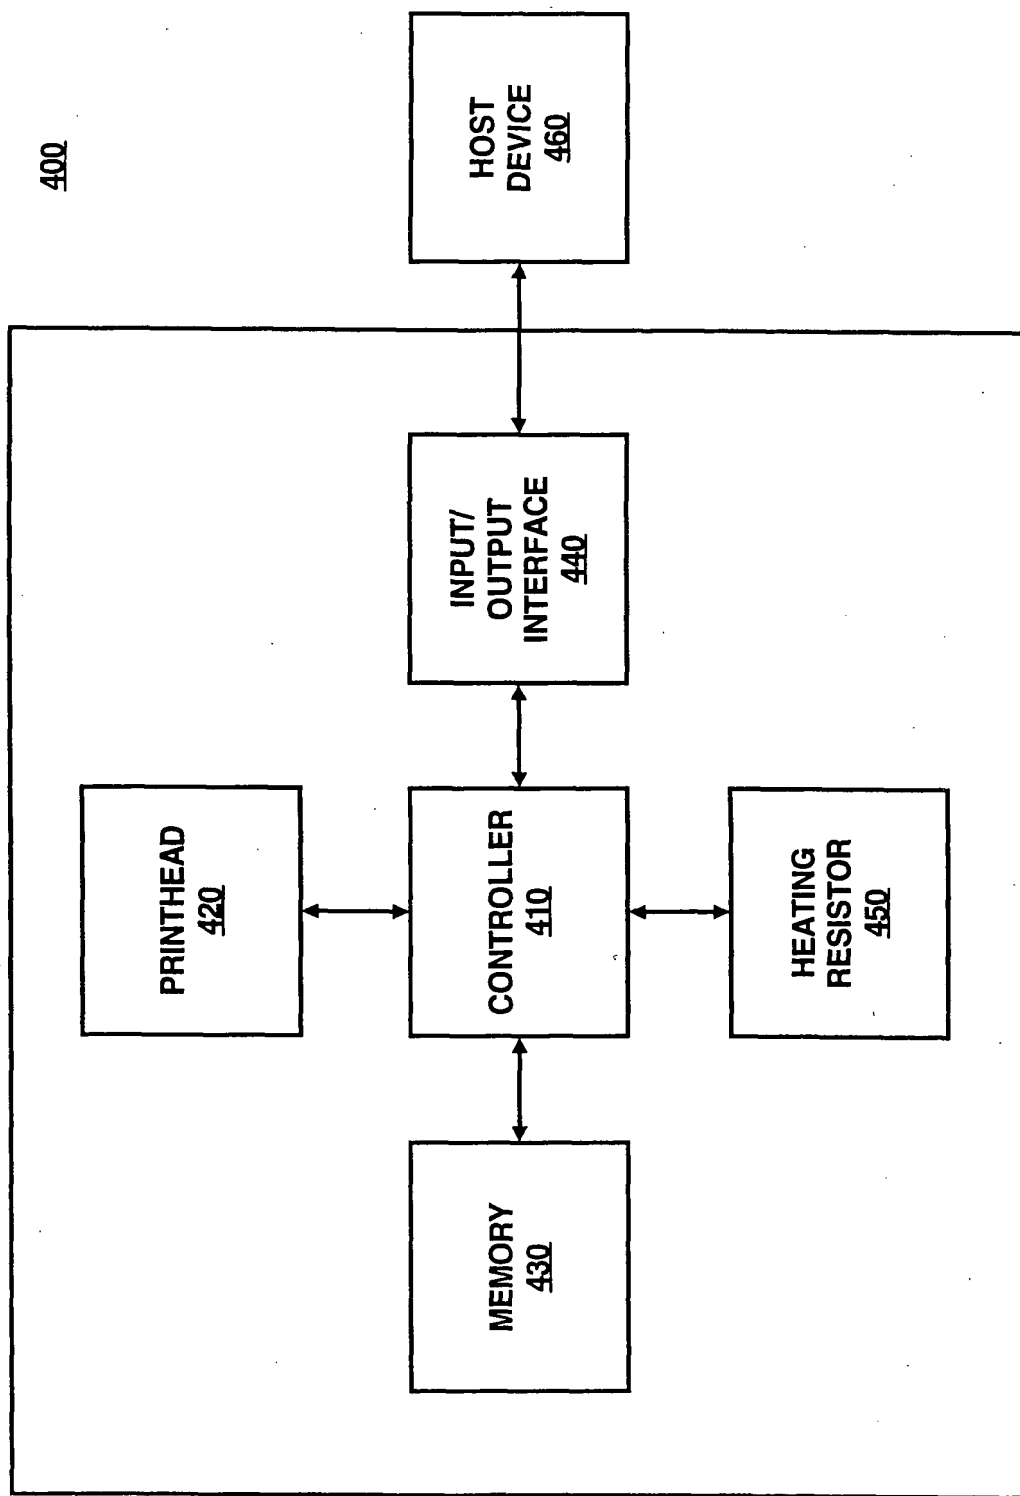 400
PRINTHEAD
420
MEMORY
430
CONTROLLER
410
INPUT/
OUTPUT
INTERFACE
440
HOST
DEVICE
460
HEATING
RESISTOR
450